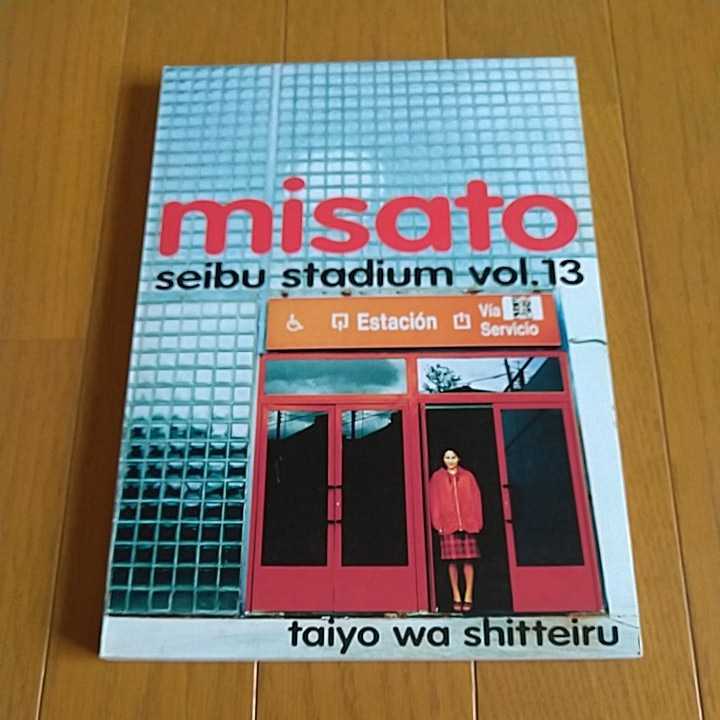 misato
seibu stadium vol.13
Estación
Vía
Servicio
taiyo wa shitteiru